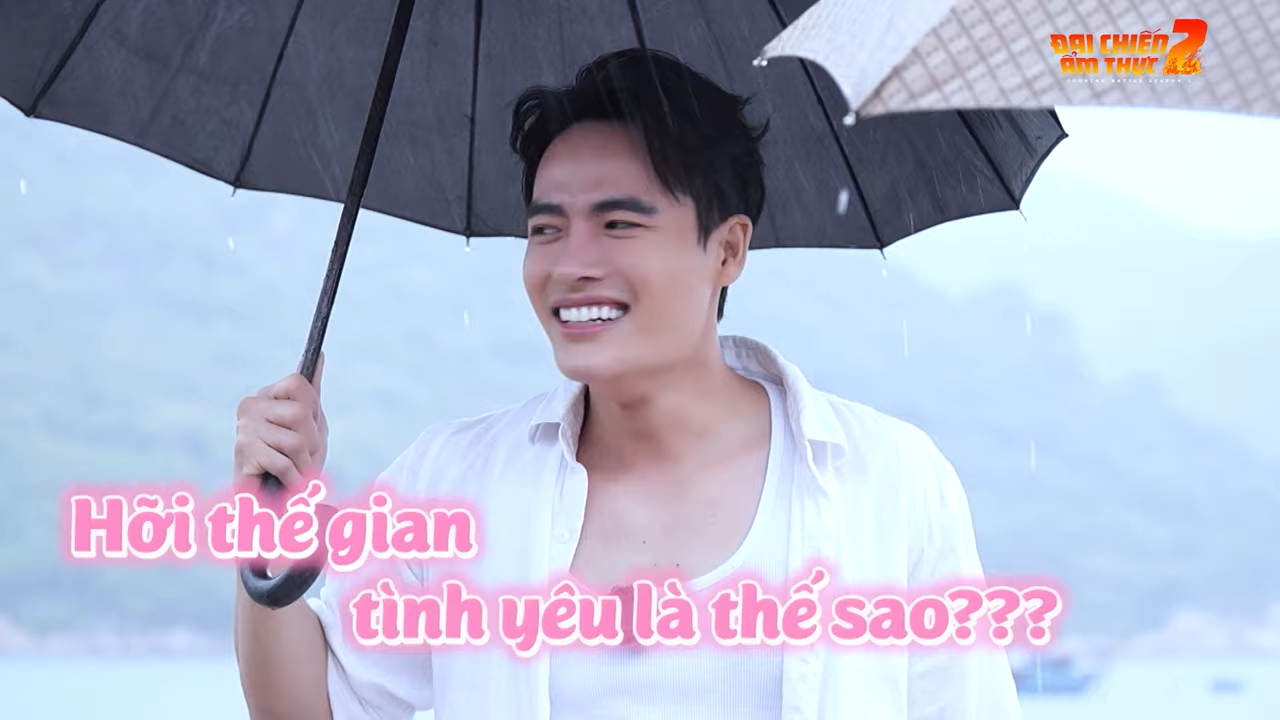 ĐẠI CHIẾN
ẨM THỰC 2
Hỡi thế gian
tình yêu là thế sao???